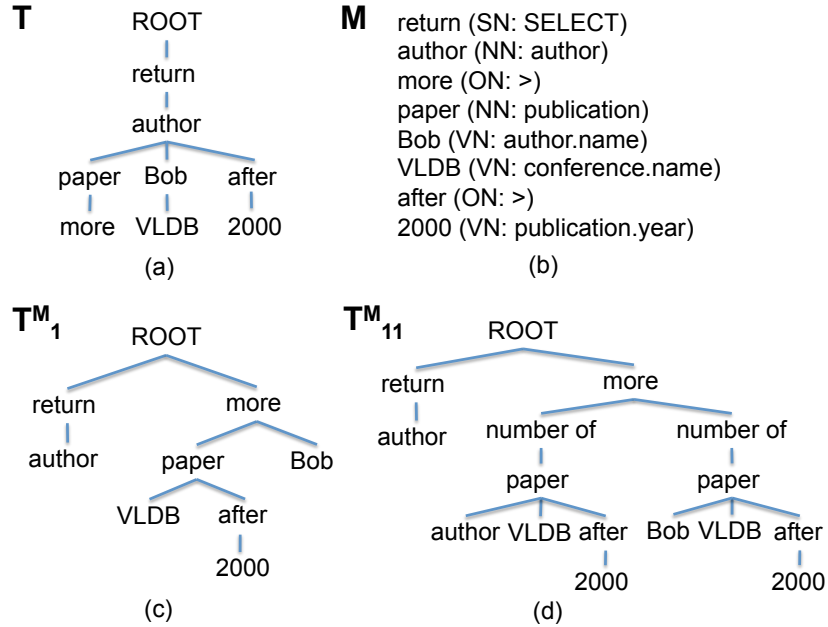 T
ROOT
return
author
paper Bob after
more VLDB 2000
(a)
M
return (SN: SELECT)
author (NN: author)
more (ON: >)
paper (NN: publication)
Bob (VN: author.name)
VLDB (VN: conference.name)
after (ON: >)
2000 (VN: publication.year)
(b)
T^M_1
ROOT
return more
author paper Bob
VLDB after
2000
(c)
T^M_11
ROOT
return more
author number of number of
paper paper
author VLDB after Bob VLDB after
2000 2000
(d)